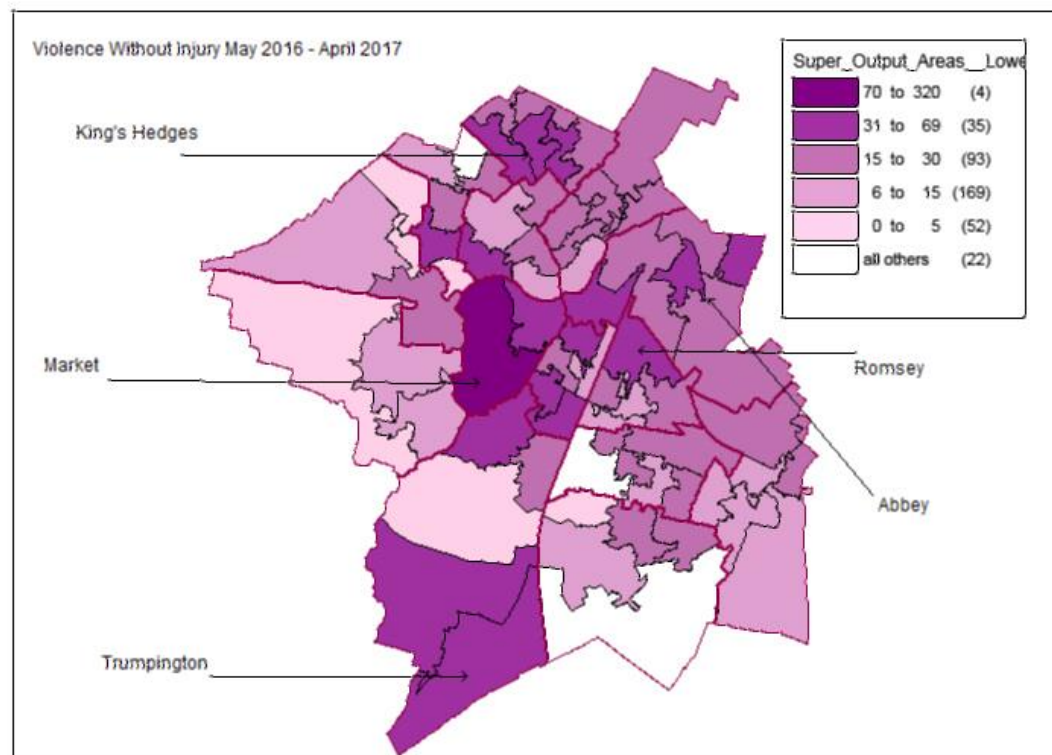 Violence Without Injury May 2016 - April 2017
Super_Output_Areas__Lowe
70 to 320 (4)
31 to 69 (35)
15 to 30 (93)
6 to 15 (169)
0 to 5 (52)
all others (22)
King's Hedges
Market
Romsey
Abbey
Trumpington